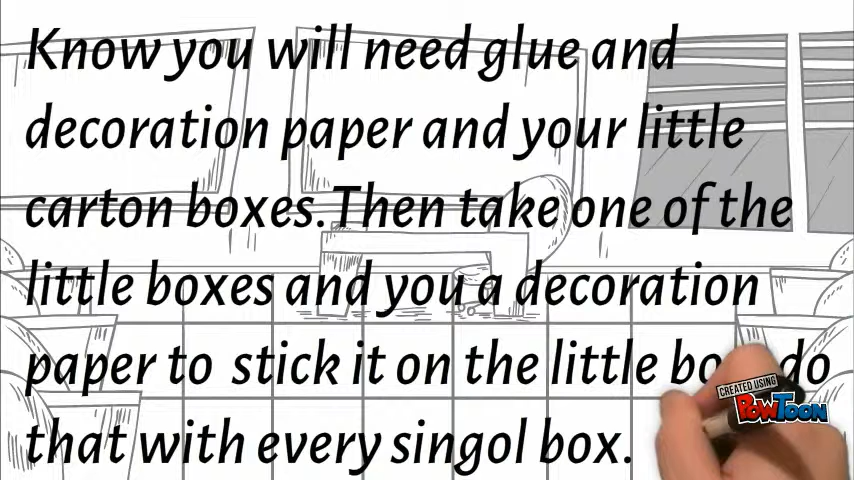 Know you will need glue and
decoration paper and your little
carton boxes.Then take one of the
little boxes and you a decoration
paper to stick it on the little do
that with every singol box.
CREATED USING
POWTOON